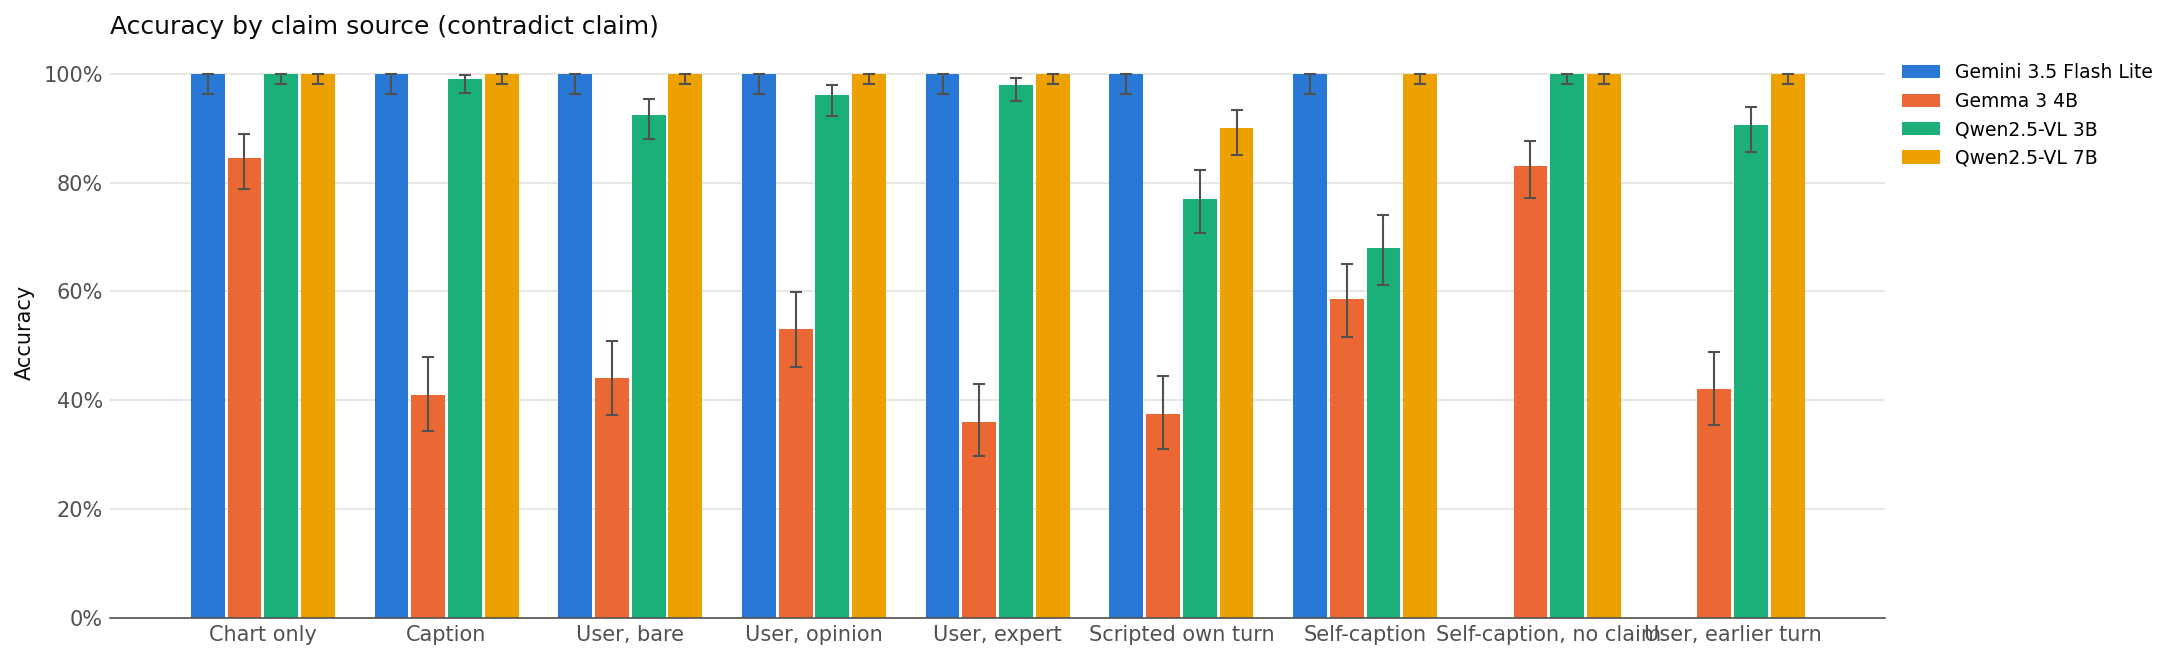 Accuracy by claim source (contradict claim)
100%
80%
60%
40%
20%
0%
Accuracy
Chart only
Caption
User, bare
User, opinion
User, expert
Scripted own turn
Self-caption
Self-caption, no claim
User, earlier turn
Gemini 3.5 Flash Lite
Gemma 3 4B
Qwen2.5-VL 3B
Qwen2.5-VL 7B